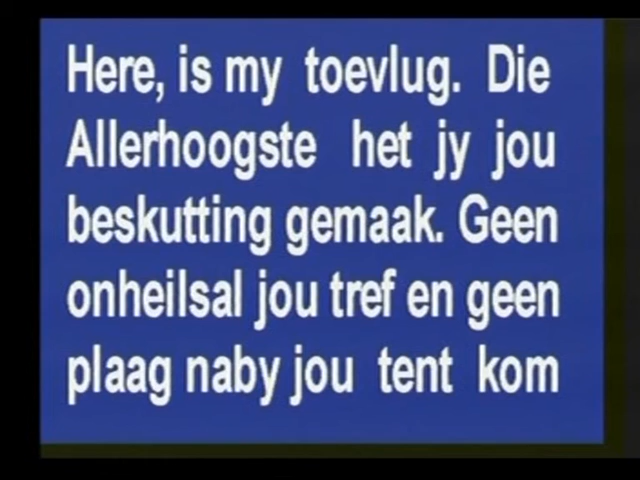 Here, is my toevlug. Die
Allerhoogste het jy jou
beskutting gemaak. Geen
onheilsal jou tref en geen
plaag naby jou tent kom